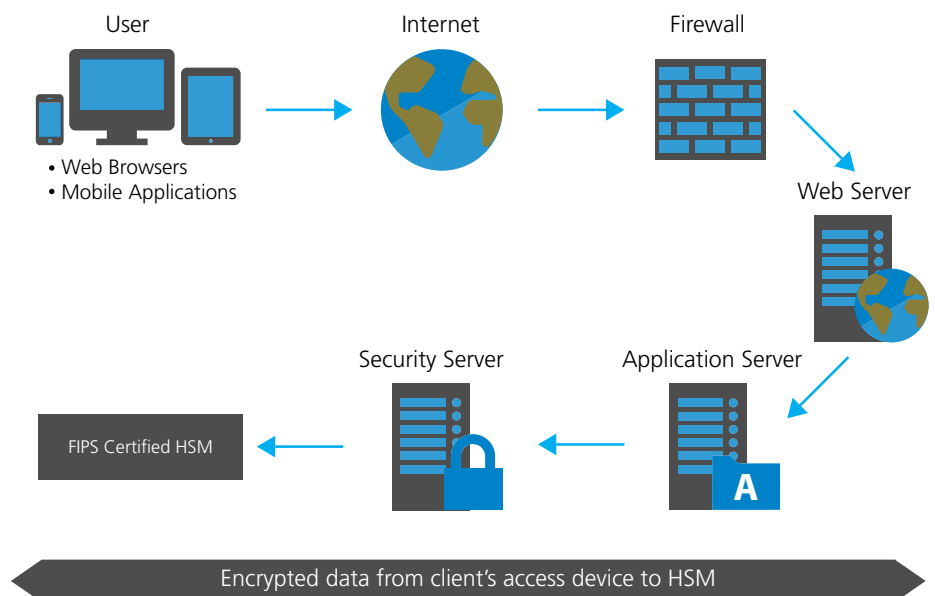 User
Internet
Firewall
• Web Browsers
• Mobile Applications
Web Server
Security Server
Application Server
FIPS Certified HSM
A
Encrypted data from client's access device to HSM